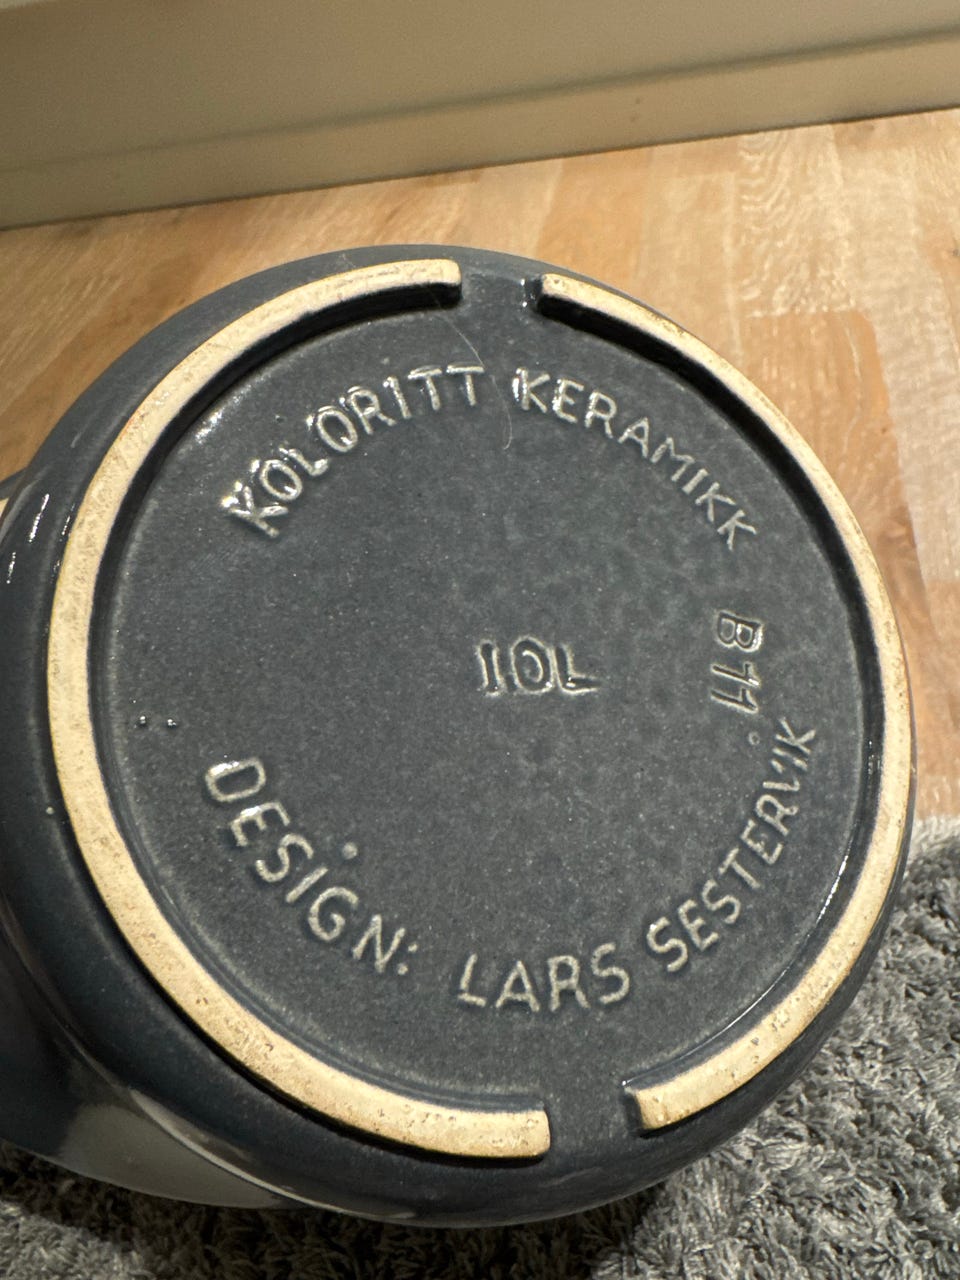 KOLORITT KERAMIKK
B11
10L
DESIGN: LARS SESTERVIK